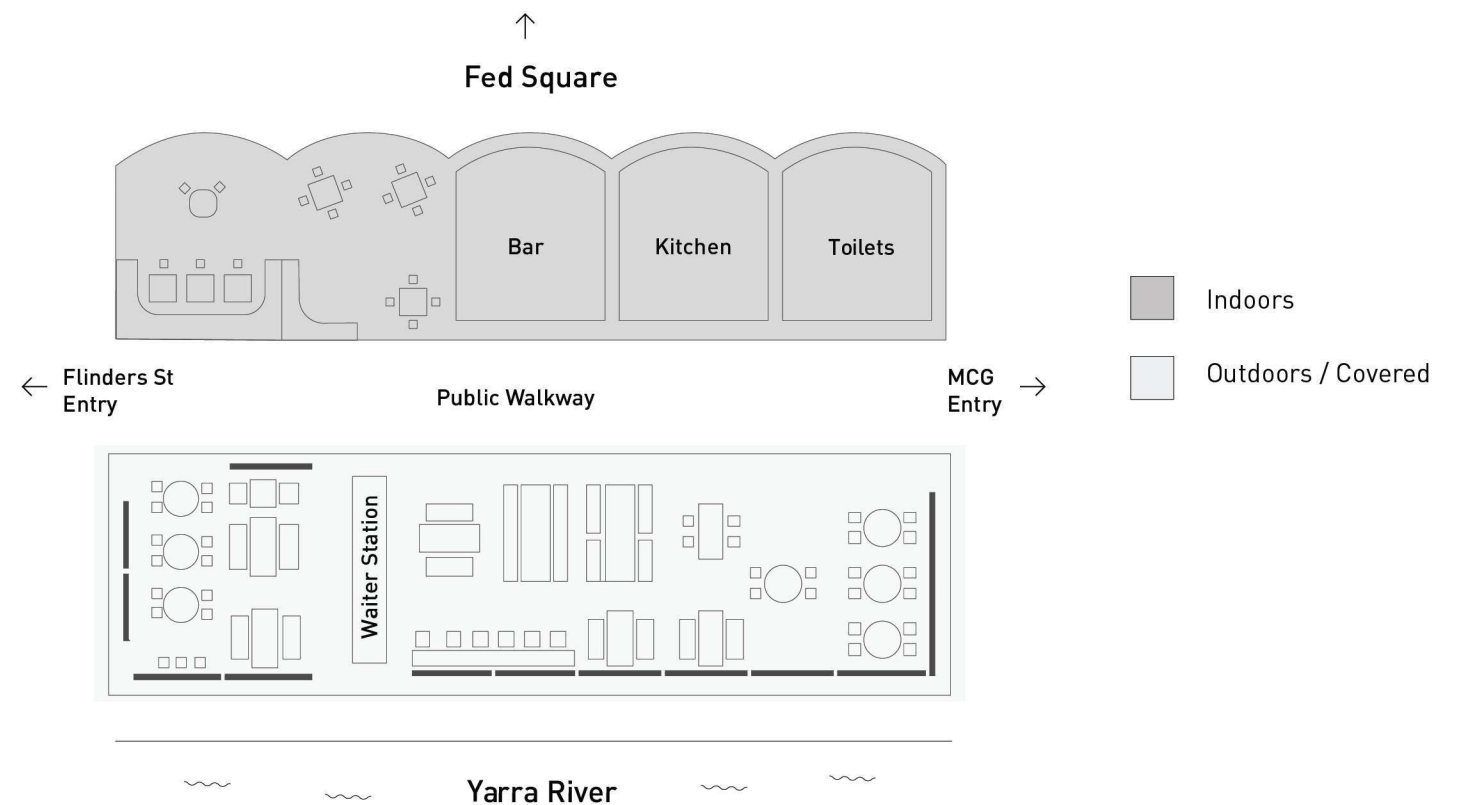 Fed Square
Bar
Kitchen
Toilets
Indoors
Outdoors / Covered
Flinders St
Entry
Public Walkway
MCG
Entry
Waiter Station
Yarra River